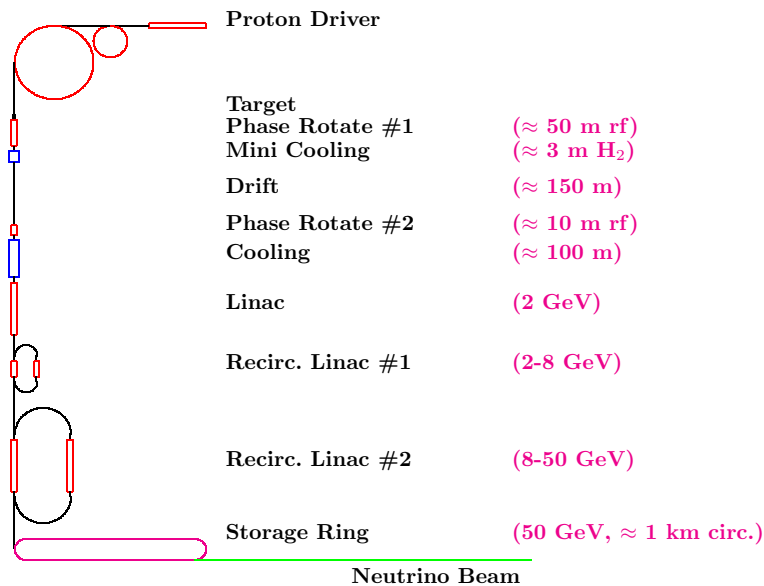 Proton Driver
Target
Phase Rotate #1 (≈ 50 m rf)
Mini Cooling (≈ 3 m H₂)
Drift (≈ 150 m)
Phase Rotate #2 (≈ 10 m rf)
Cooling (≈ 100 m)
Linac (2 GeV)
Recirc. Linac #1 (2-8 GeV)
Recirc. Linac #2 (8-50 GeV)
Storage Ring (50 GeV, ≈ 1 km circ.)
Neutrino Beam